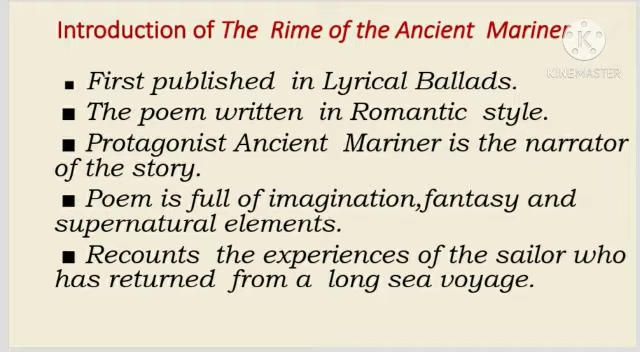 Introduction of The Rime of the Ancient Mariner
K
KINEMASTER
▪ First published in Lyrical Ballads.
▪ The poem written in Romantic style.
▪ Protagonist Ancient Mariner is the narrator
of the story.
▪ Poem is full of imagination,fantasy and
supernatural elements.
▪ Recounts the experiences of the sailor who
has returned from a long sea voyage.